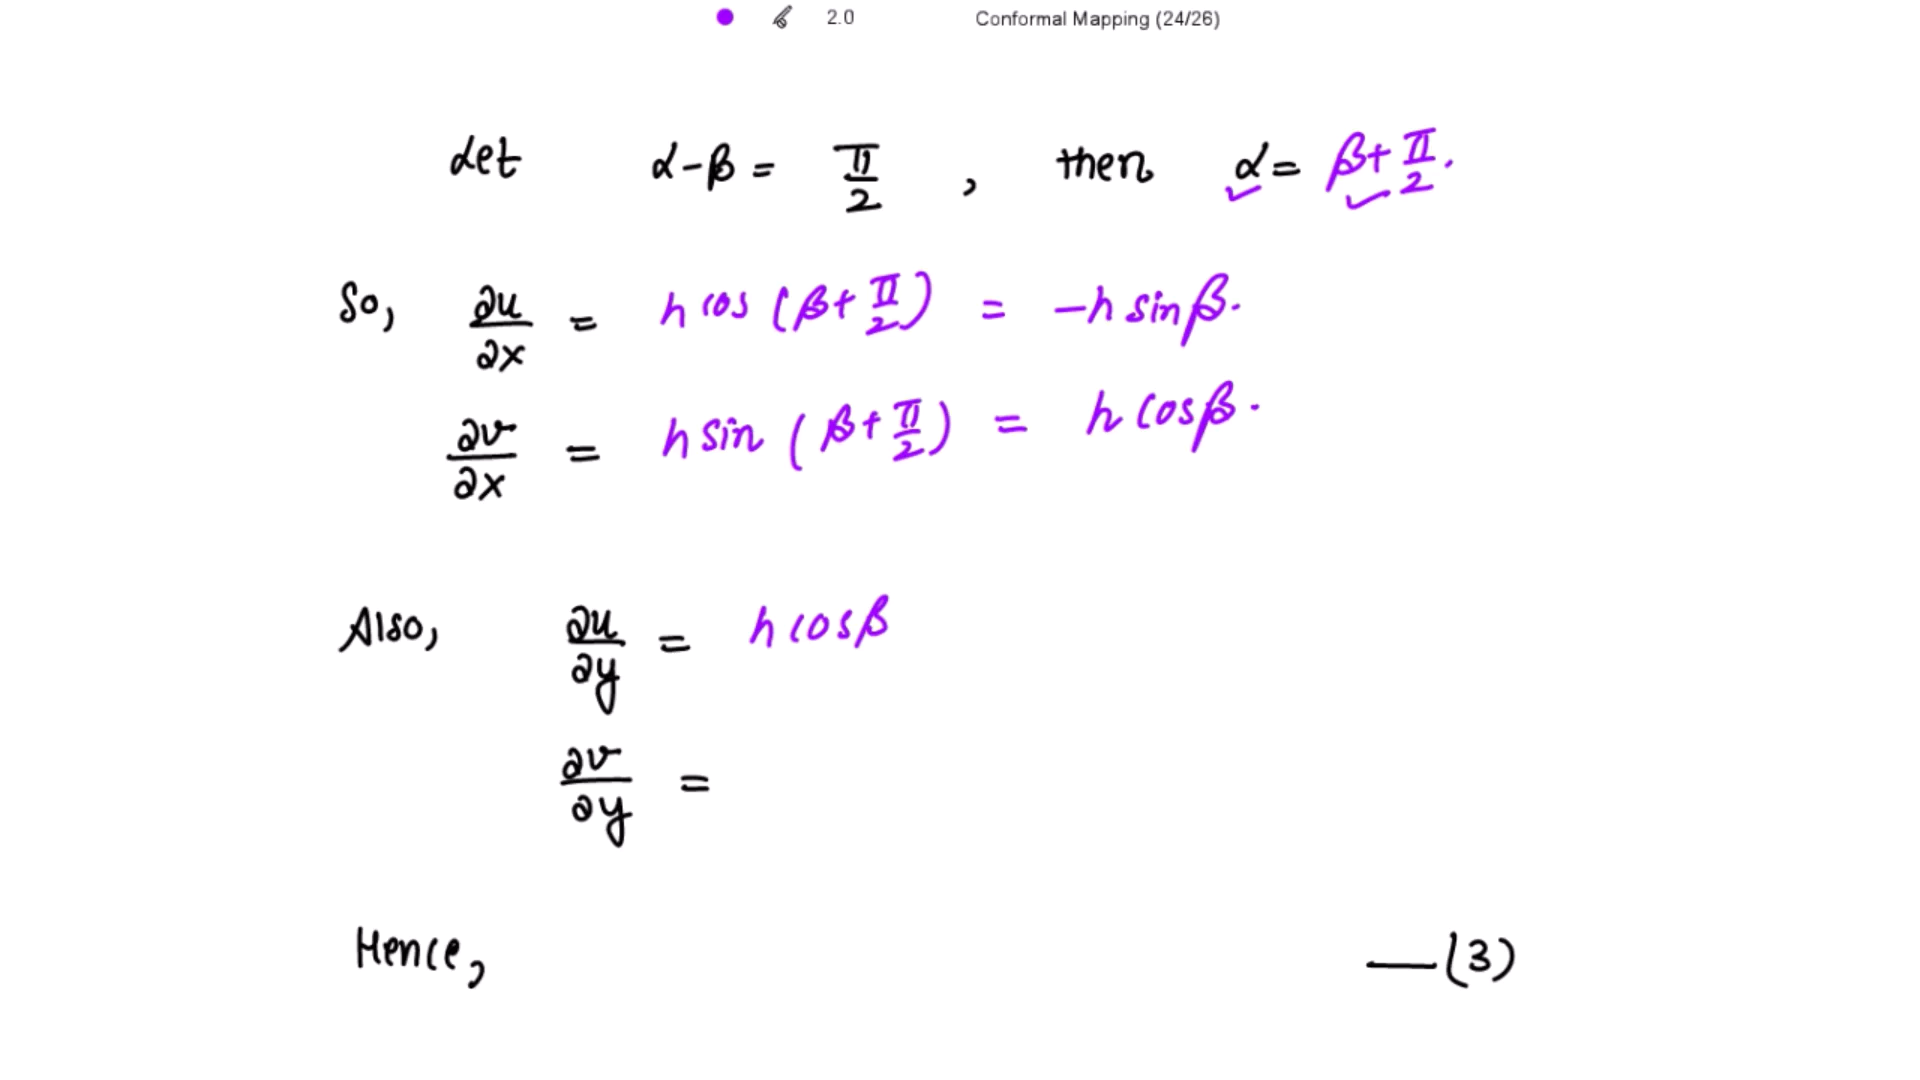 2.0 Conformal Mapping (24/26)
Let α-β = π/2 , then α = β+π/2.
So, ∂u/∂x = h cos (β+π/2) = -h sinβ.
∂v/∂x = h sin (β+π/2) = h cosβ.
Also, ∂u/∂y = h cosβ
∂v/∂y =
Hence, —(3)